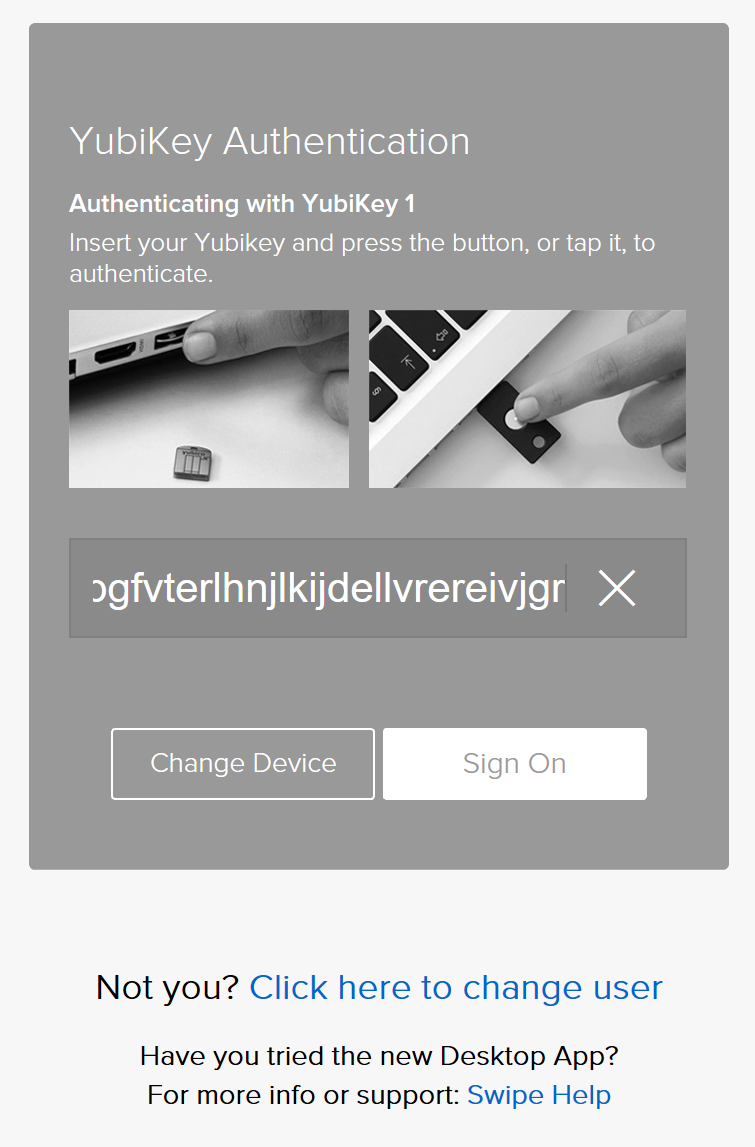 YubiKey Authentication
Authenticating with YubiKey 1
Insert your Yubikey and press the button, or tap it, to
authenticate.
ogfvterlhnjlkijdellvrereivjgr
Change Device
Sign On
Not you? Click here to change user
Have you tried the new Desktop App?
For more info or support: Swipe Help